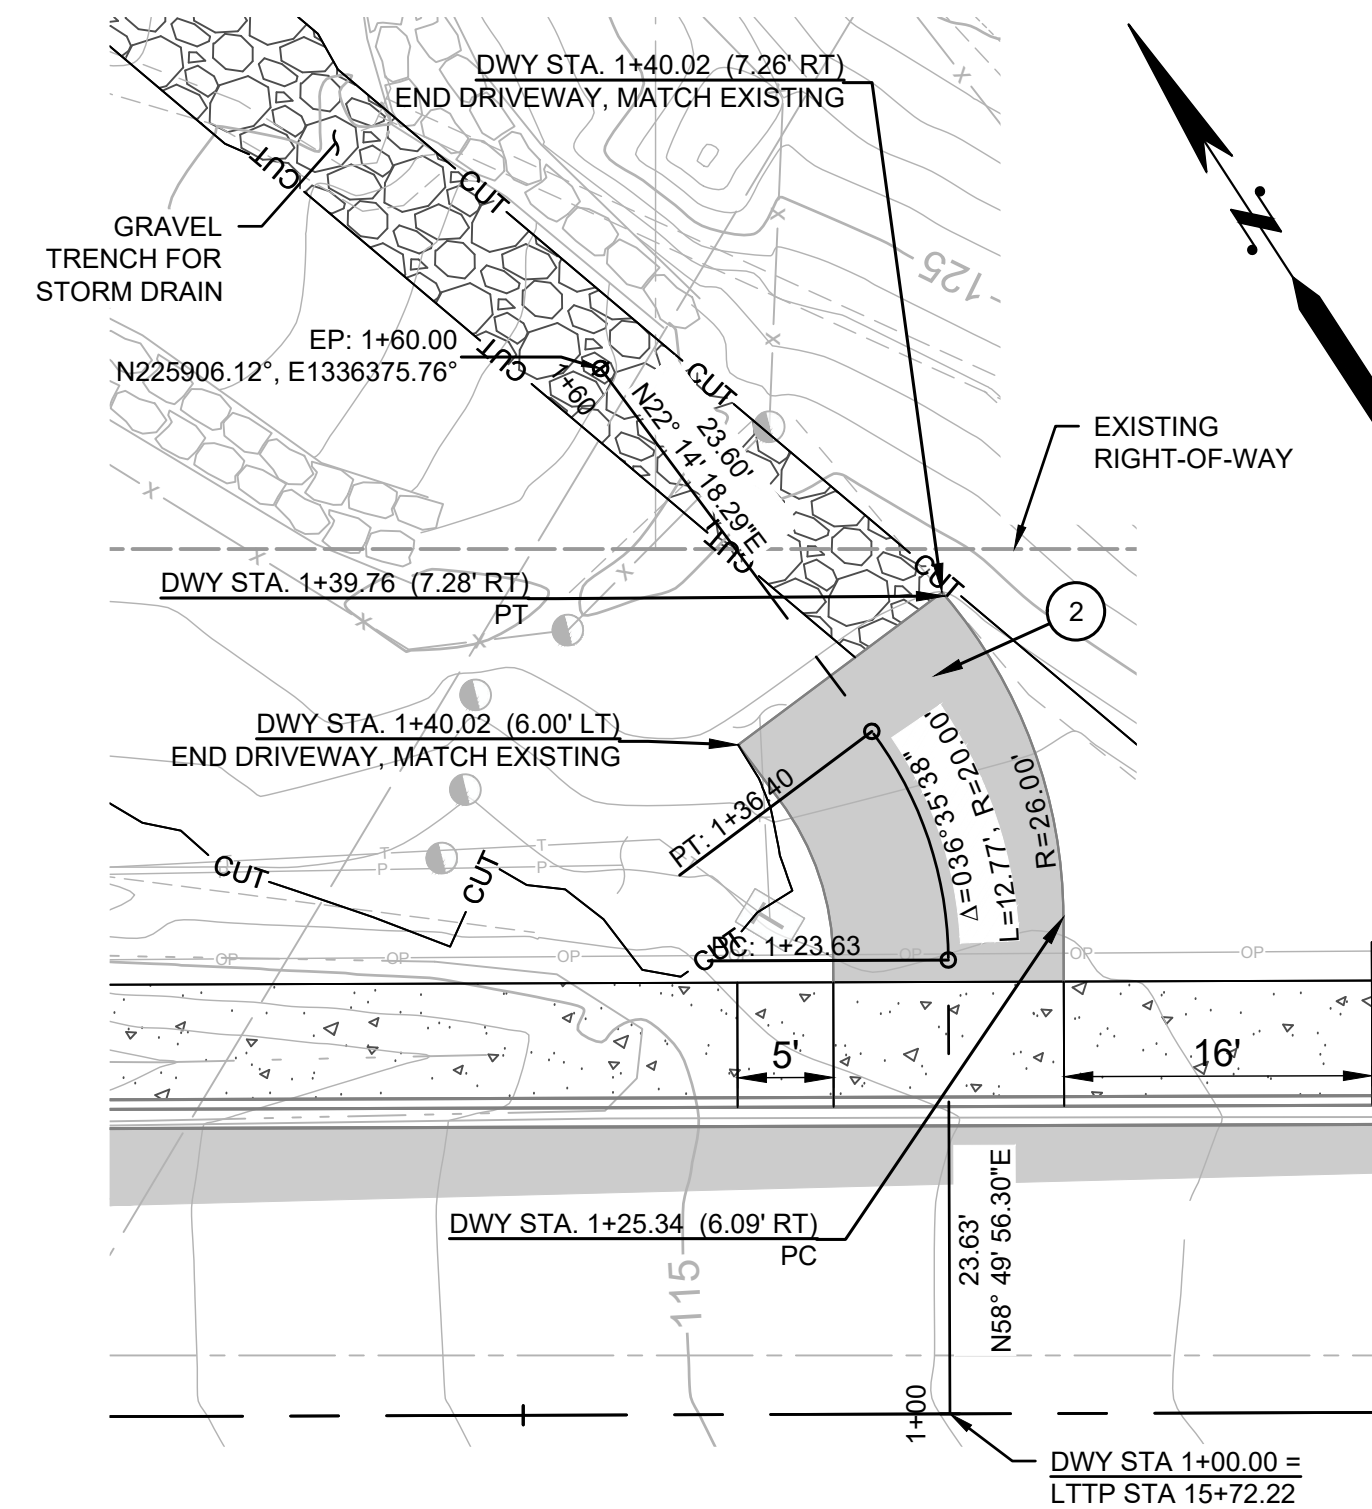 DWY STA. 1+40.02 (7.26' RT)
END DRIVEWAY, MATCH EXISTING
CUT
CUT
GRAVEL
TRENCH FOR
STORM DRAIN
N
125
EP: 1+60.00
N225906.12°, E1336375.76°
CUT
1+60
CUT
23.60'
N22° 14' 18.29"E
EXISTING
RIGHT-OF-WAY
CUT
CUT
DWY STA. 1+39.76 (7.28' RT)
PT
2
DWY STA. 1+40.02 (6.00' LT)
END DRIVEWAY, MATCH EXISTING
PT: 1+36.40
Δ=036°35'38"
L=12.77', R=20.00'
R=26.00'
T
T
P
P
CUT
CUT
CUT
PC: 1+23.63
OP
OP
OP
OP
OP
OP
OP
5'
16'
DWY STA. 1+25.34 (6.09' RT)
PC
23.63'
N58° 49' 56.30"E
115
1+00
DWY STA 1+00.00 =
LTTP STA 15+72.22